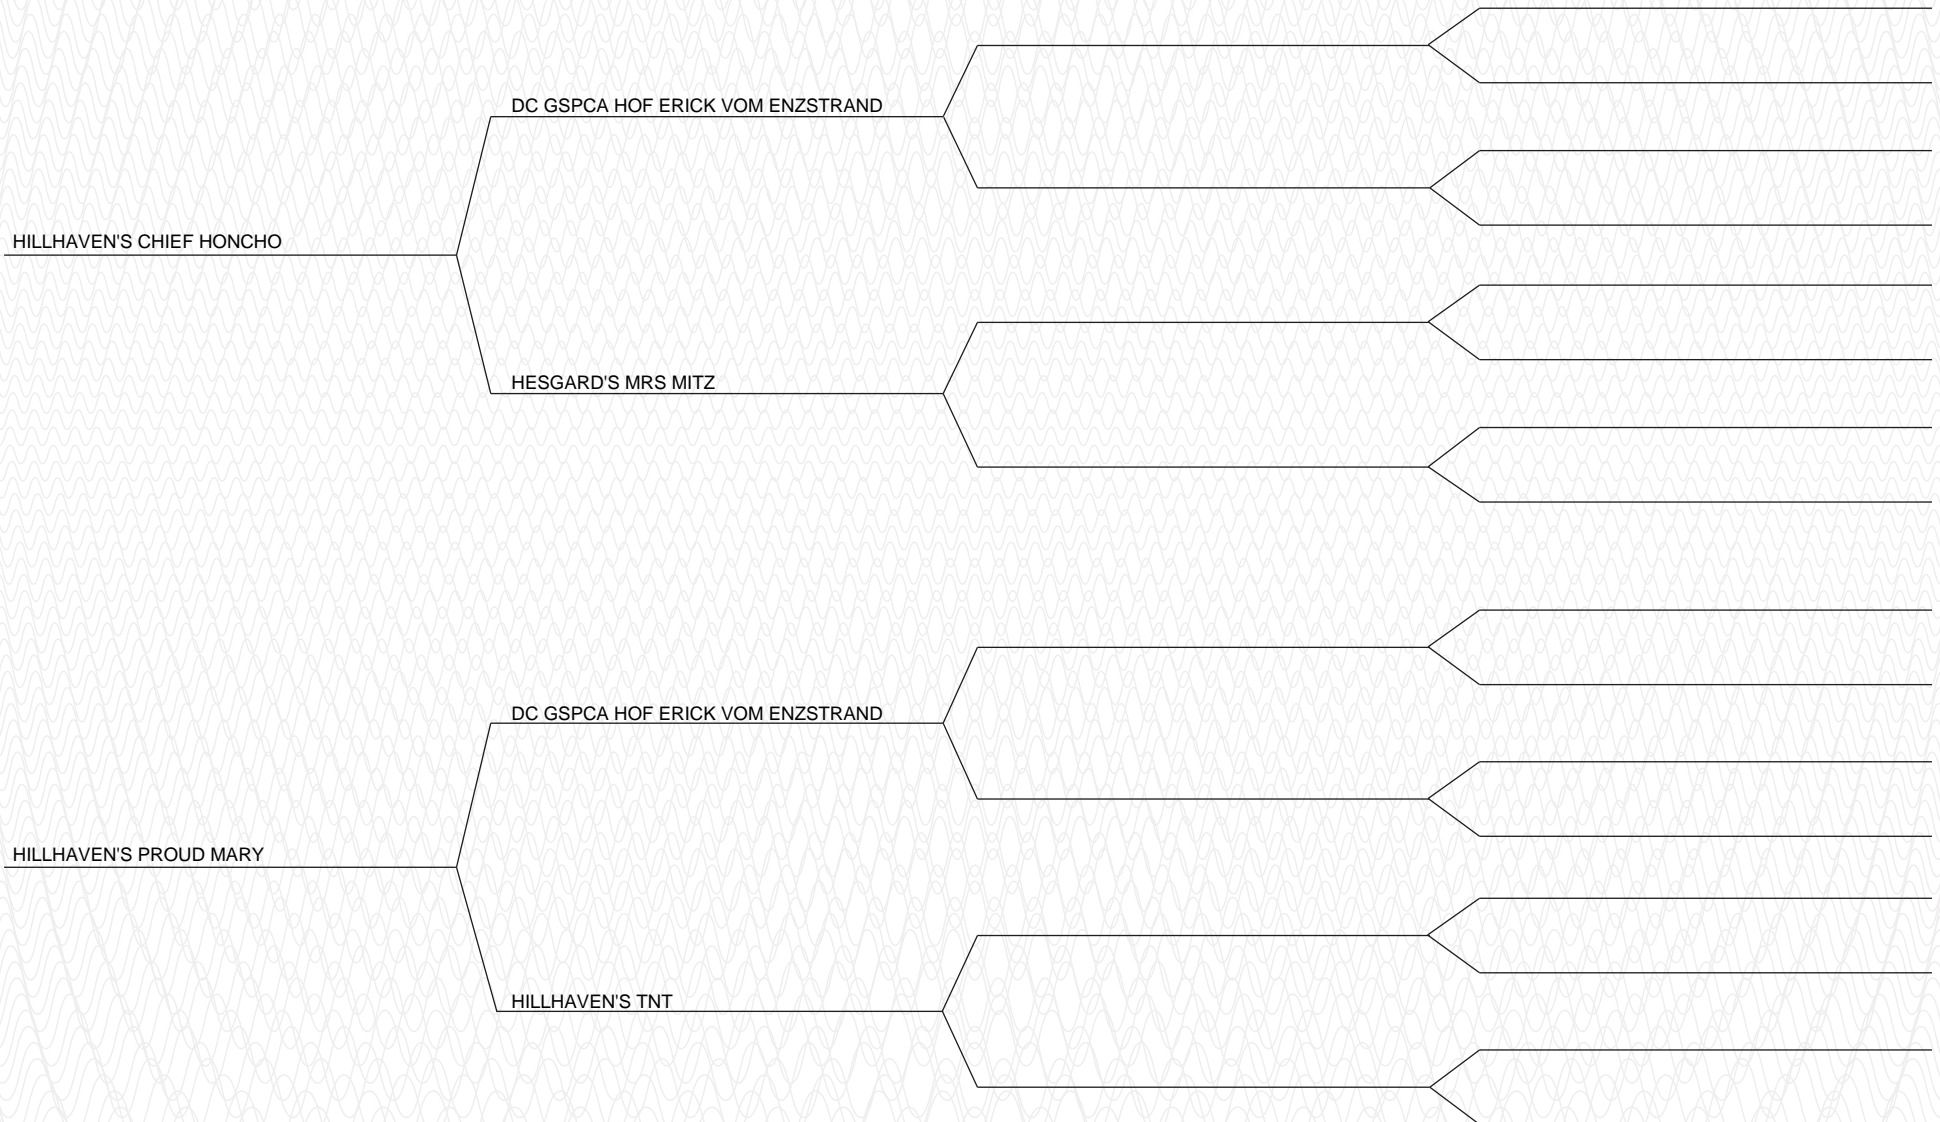 DC GSPCA HOF ERICK VOM ENZSTRAND
HILLHAVEN'S CHIEF HONCHO
HESGARD'S MRS MITZ
DC GSPCA HOF ERICK VOM ENZSTRAND
HILLHAVEN'S PROUD MARY
HILLHAVEN'S TNT